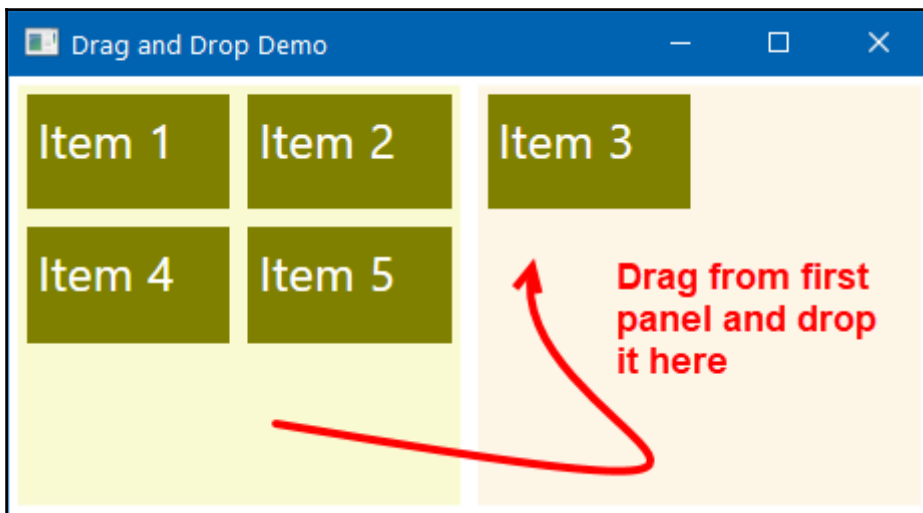 Drag and Drop Demo
Item 1
Item 2
Item 3
Item 4
Item 5
Drag from first
panel and drop
it here